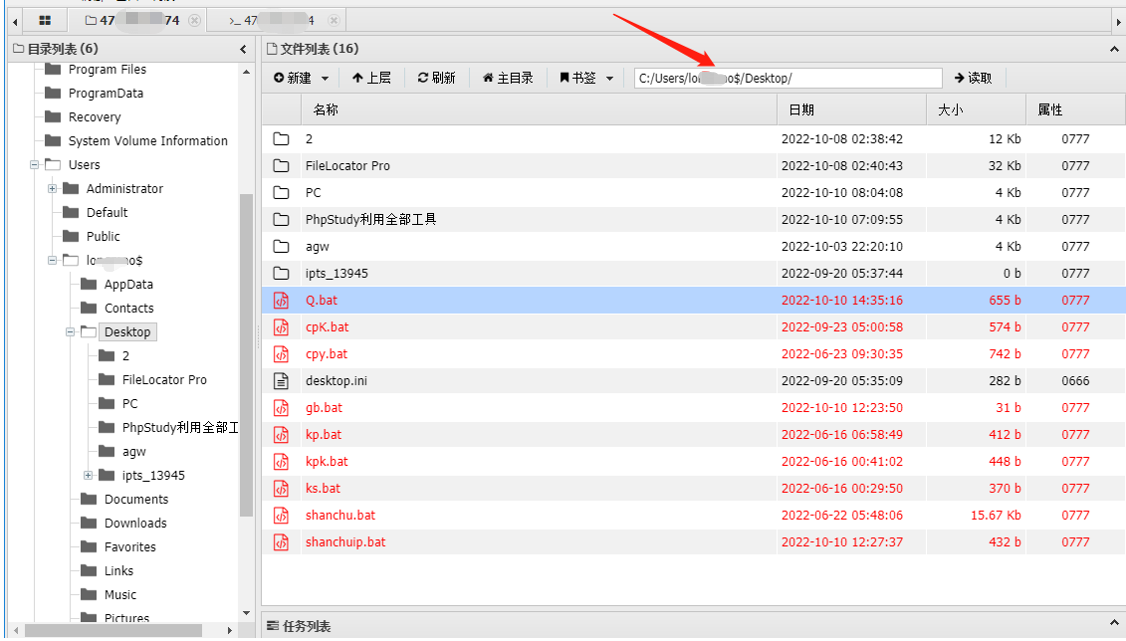 47 74
>_ 47 4
目录列表 (6)
Program Files
ProgramData
Recovery
System Volume Information
Users
Administrator
Default
Public
$
AppData
Contacts
Desktop
2
FileLocator Pro
PC
PhpStudy利用全部工
agw
ipts_13945
Documents
Downloads
Favorites
Links
Music
Pictures
文件列表 (16)
新建 上层 刷新 主目录 书签 C:/Users/lo no$/Desktop/ 读取
名称 日期 大小 属性
2 2022-10-08 02:38:42 12 Kb 0777
FileLocator Pro 2022-10-08 02:40:43 32 Kb 0777
PC 2022-10-10 08:04:08 4 Kb 0777
PhpStudy利用全部工具 2022-10-10 07:09:55 4 Kb 0777
agw 2022-10-03 22:20:10 4 Kb 0777
ipts_13945 2022-09-20 05:37:44 0 b 0777
Q.bat 2022-10-10 14:35:16 655 b 0777
cpK.bat 2022-09-23 05:00:58 574 b 0777
cpy.bat 2022-06-23 09:30:35 742 b 0777
desktop.ini 2022-09-20 05:35:09 282 b 0666
gb.bat 2022-10-10 12:23:50 31 b 0777
kp.bat 2022-06-16 06:58:49 412 b 0777
kpk.bat 2022-06-16 00:41:02 448 b 0777
ks.bat 2022-06-16 00:29:50 370 b 0777
shanchu.bat 2022-06-22 05:48:06 15.67 Kb 0777
shanchuip.bat 2022-10-10 12:27:37 432 b 0777
任务列表